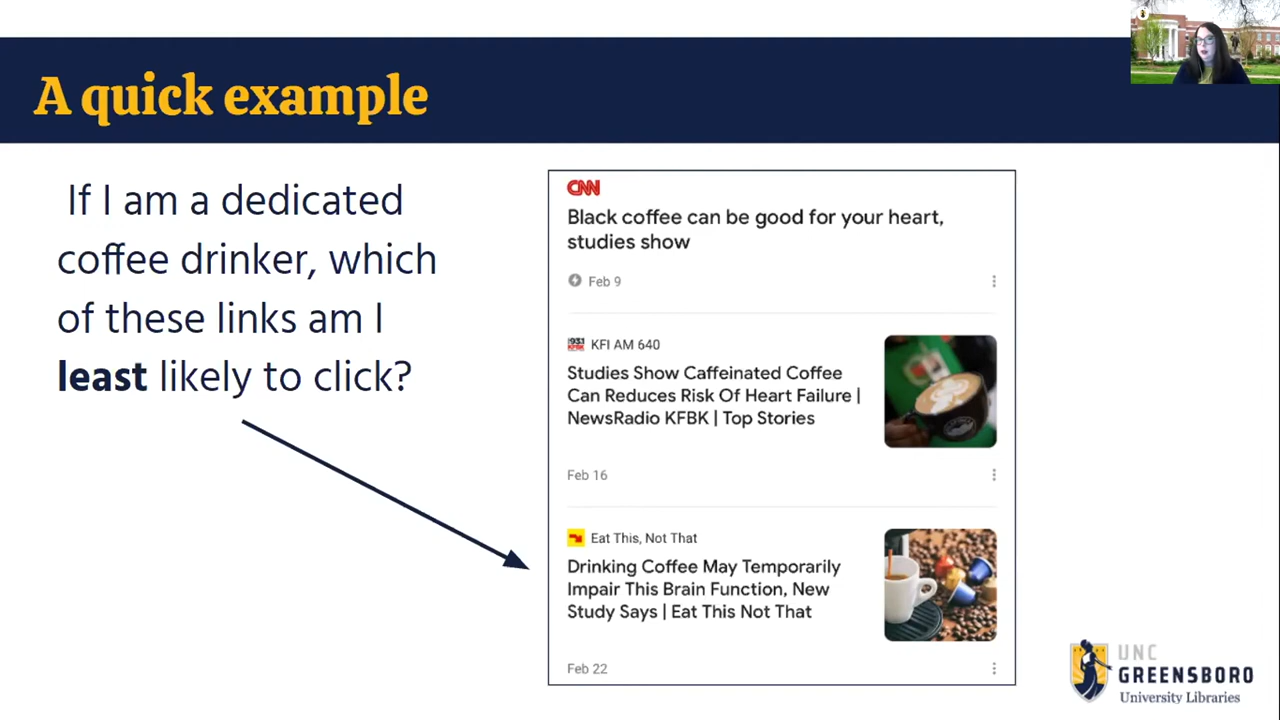 A quick example
If I am a dedicated
coffee drinker, which
of these links am I
least likely to click?
CNN
Black coffee can be good for your heart,
studies show
Feb 9
KFI AM 640
Studies Show Caffeinated Coffee
Can Reduces Risk Of Heart Failure |
NewsRadio KFBK | Top Stories
Feb 16
Eat This, Not That
Drinking Coffee May Temporarily
Impair This Brain Function, New
Study Says | Eat This Not That
Feb 22
UNC
GREENSBORO
University Libraries